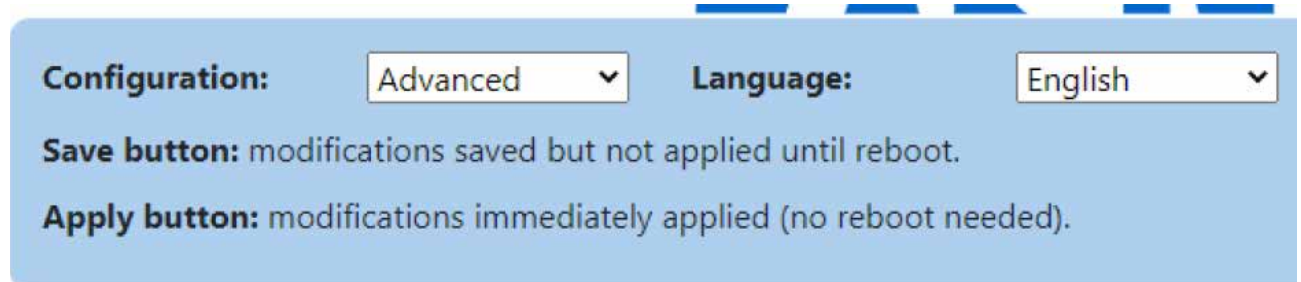 Configuration: Advanced Language: English
Save button: modifications saved but not applied until reboot.
Apply button: modifications immediately applied (no reboot needed).